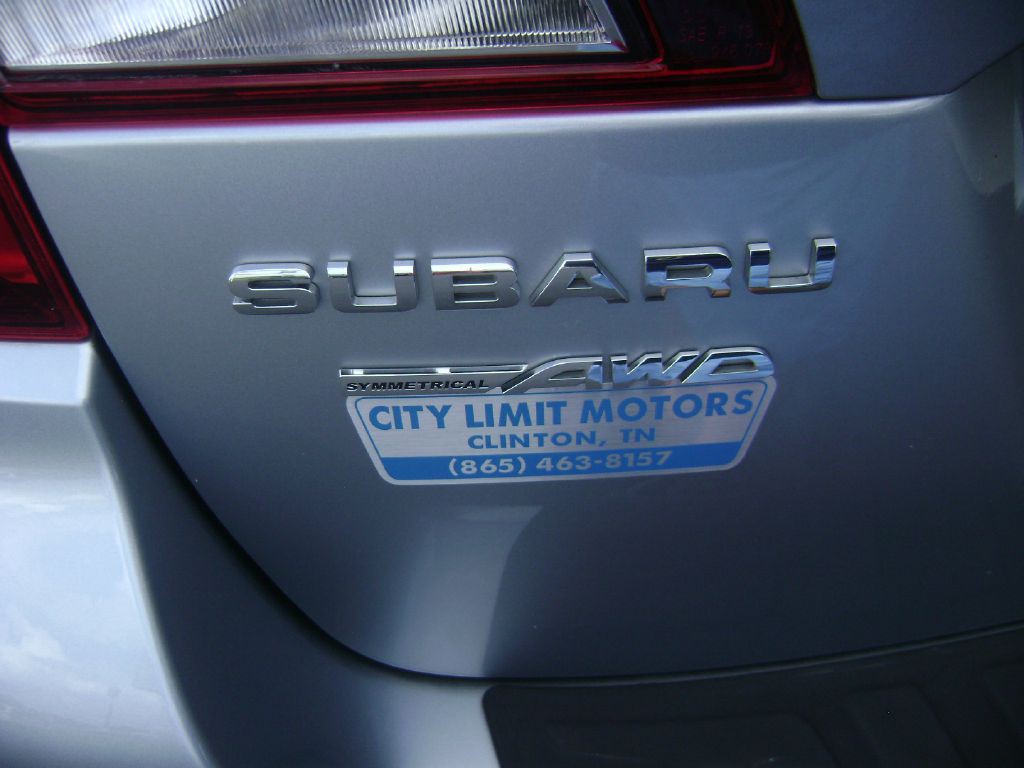 SUBARU
SYMMETRICAL AWD
CITY LIMIT MOTORS
CLINTON, TN
(865) 463-8157